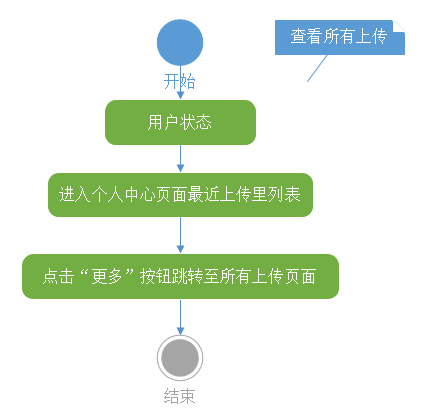 查看所有上传
开始
用户状态
进入个人中心页面最近上传里列表
点击“更多”按钮跳转至所有上传页面
结束